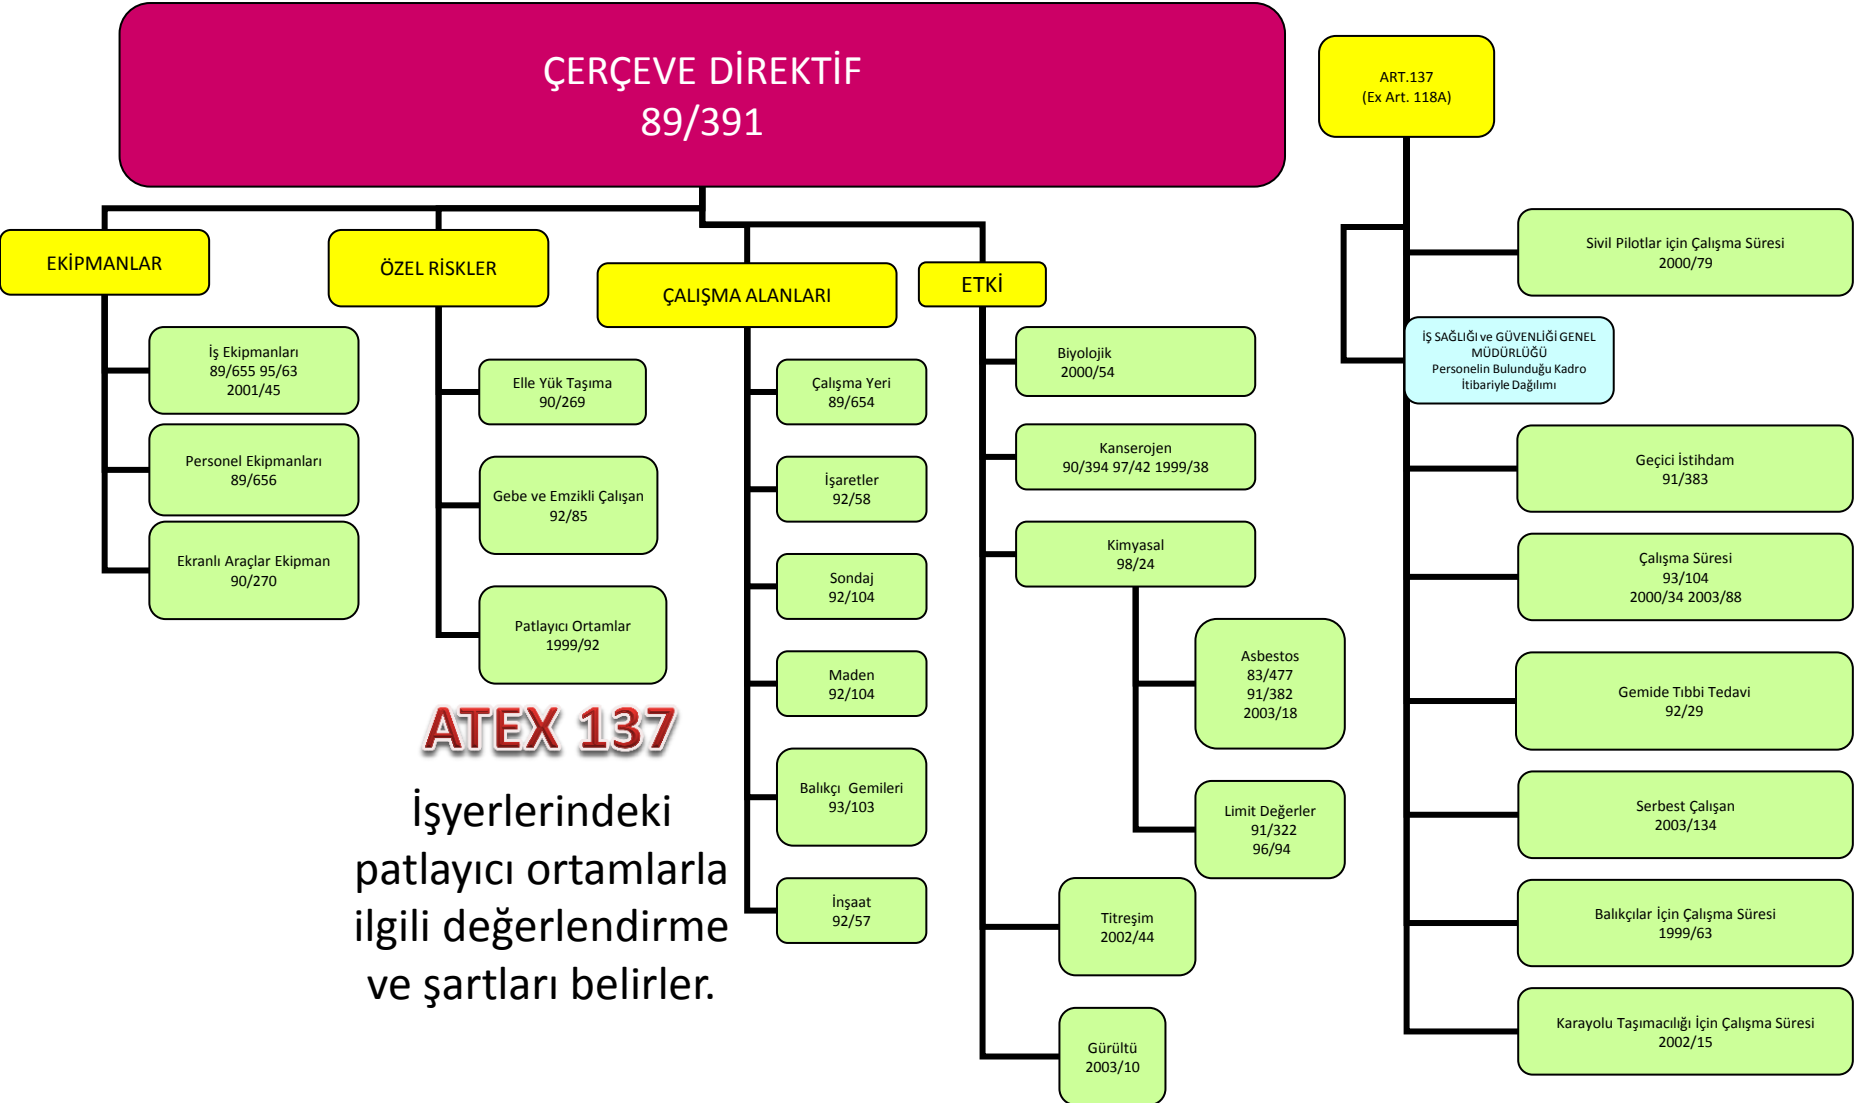 ÇERÇEVE DİREKTİF
89/391
ART.137
(Ex Art. 118A)
EKİPMANLAR
İş Ekipmanları
89/655 95/63
2001/45
Personel Ekipmanları
89/656
Ekranlı Araçlar Ekipman
90/270
ÖZEL RİSKLER
Elle Yük Taşıma
90/269
Gebe ve Emzikli Çalışan
92/85
Patlayıcı Ortamlar
1999/92
ATEX 137
İşyerlerindeki
patlayıcı ortamlarla
ilgili değerlendirme
ve şartları belirler.
ÇALIŞMA ALANLARI
Çalışma Yeri
89/654
İşaretler
92/58
Sondaj
92/104
Maden
92/104
Balıkçı  Gemileri
93/103
İnşaat
92/57
ETKİ
Biyolojik
2000/54
Kanserojen
90/394 97/42 1999/38
Kimyasal
98/24
Asbestos
83/477
91/382
2003/18
Limit Değerler
91/322
96/94
Titreşim
2002/44
Gürültü
2003/10
Sivil Pilotlar için Çalışma Süresi
2000/79
İŞ SAĞLIĞI ve GÜVENLİĞİ GENEL
MÜDÜRLÜĞÜ
Personelin Bulunduğu Kadro
İtibariyle Dağılımı
Geçici İstihdam
91/383
Çalışma Süresi
93/104
2000/34 2003/88
Gemide Tıbbi Tedavi
92/29
Serbest Çalışan
2003/134
Balıkçılar İçin Çalışma Süresi
1999/63
Karayolu Taşımacılığı İçin Çalışma Süresi
2002/15